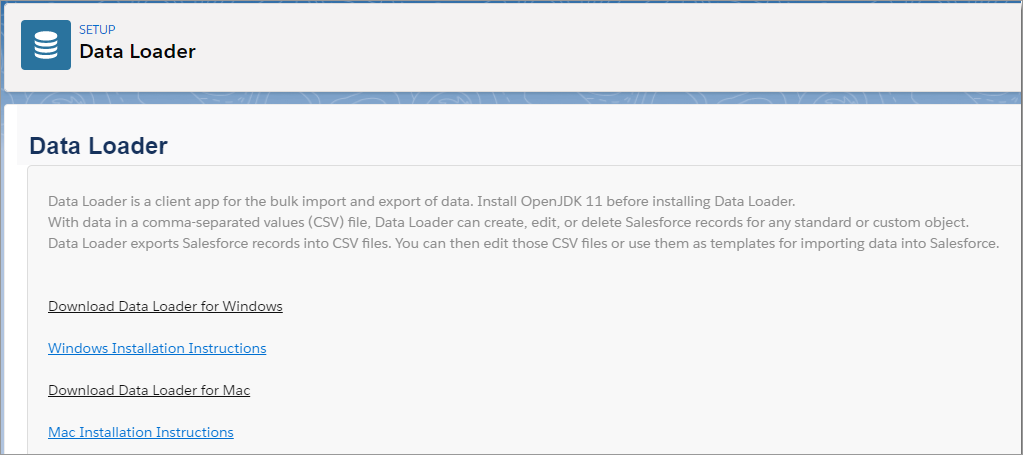 SETUP
Data Loader
Data Loader
Data Loader is a client app for the bulk import and export of data. Install OpenJDK 11 before installing Data Loader.
With data in a comma-separated values (CSV) file, Data Loader can create, edit, or delete Salesforce records for any standard or custom object.
Data Loader exports Salesforce records into CSV files. You can then edit those CSV files or use them as templates for importing data into Salesforce.
Download Data Loader for Windows
Windows Installation Instructions
Download Data Loader for Mac
Mac Installation Instructions